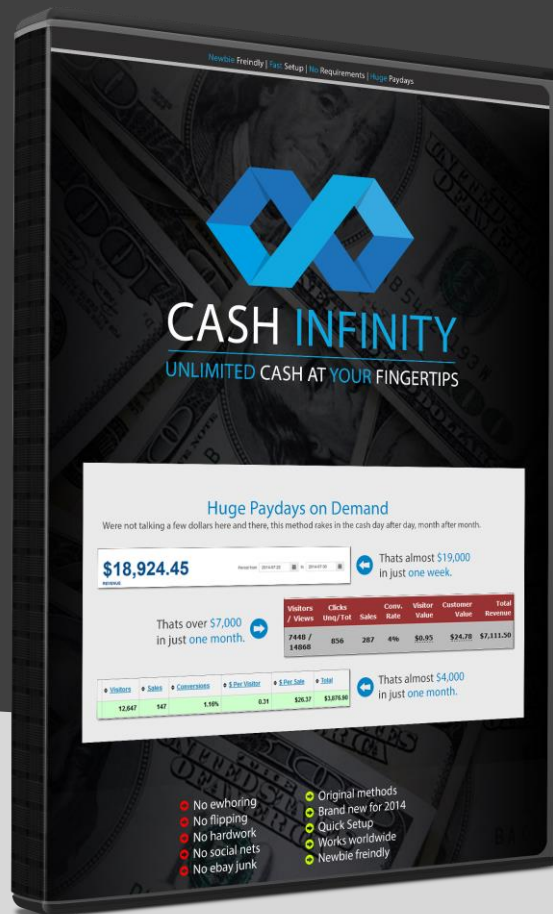 Newbie Freindly | Fast Setup | No Requirements | Huge Paydays
CASH INFINITY
UNLIMITED CASH AT YOUR FINGERTIPS
Huge Paydays on Demand
Were not talking a few dollars here and there, this method rakes in the cash day after day, month after month.
$18,924.45
REVENUE
Thats almost $19,000
in just one week.
Thats over $7,000
in just one month.
Visitors / Views Clicks Unq/Tot Sales Conv. Rate Visitor Value Customer Value Total Revenue
7448 / 14868 856 287 4% $0.95 $24.78 $7,111.50
Visitors Sales Conversions $ Per Visitor $ Per Sale Total
12,647 147 1.16% 0.31 $26.37 $3,876.00
Thats almost $4,000
in just one month.
No ewhoring
No flipping
No hardwork
No social nets
No ebay junk
Original methods
Brand new for 2014
Quick Setup
Works worldwide
Newbie freindly